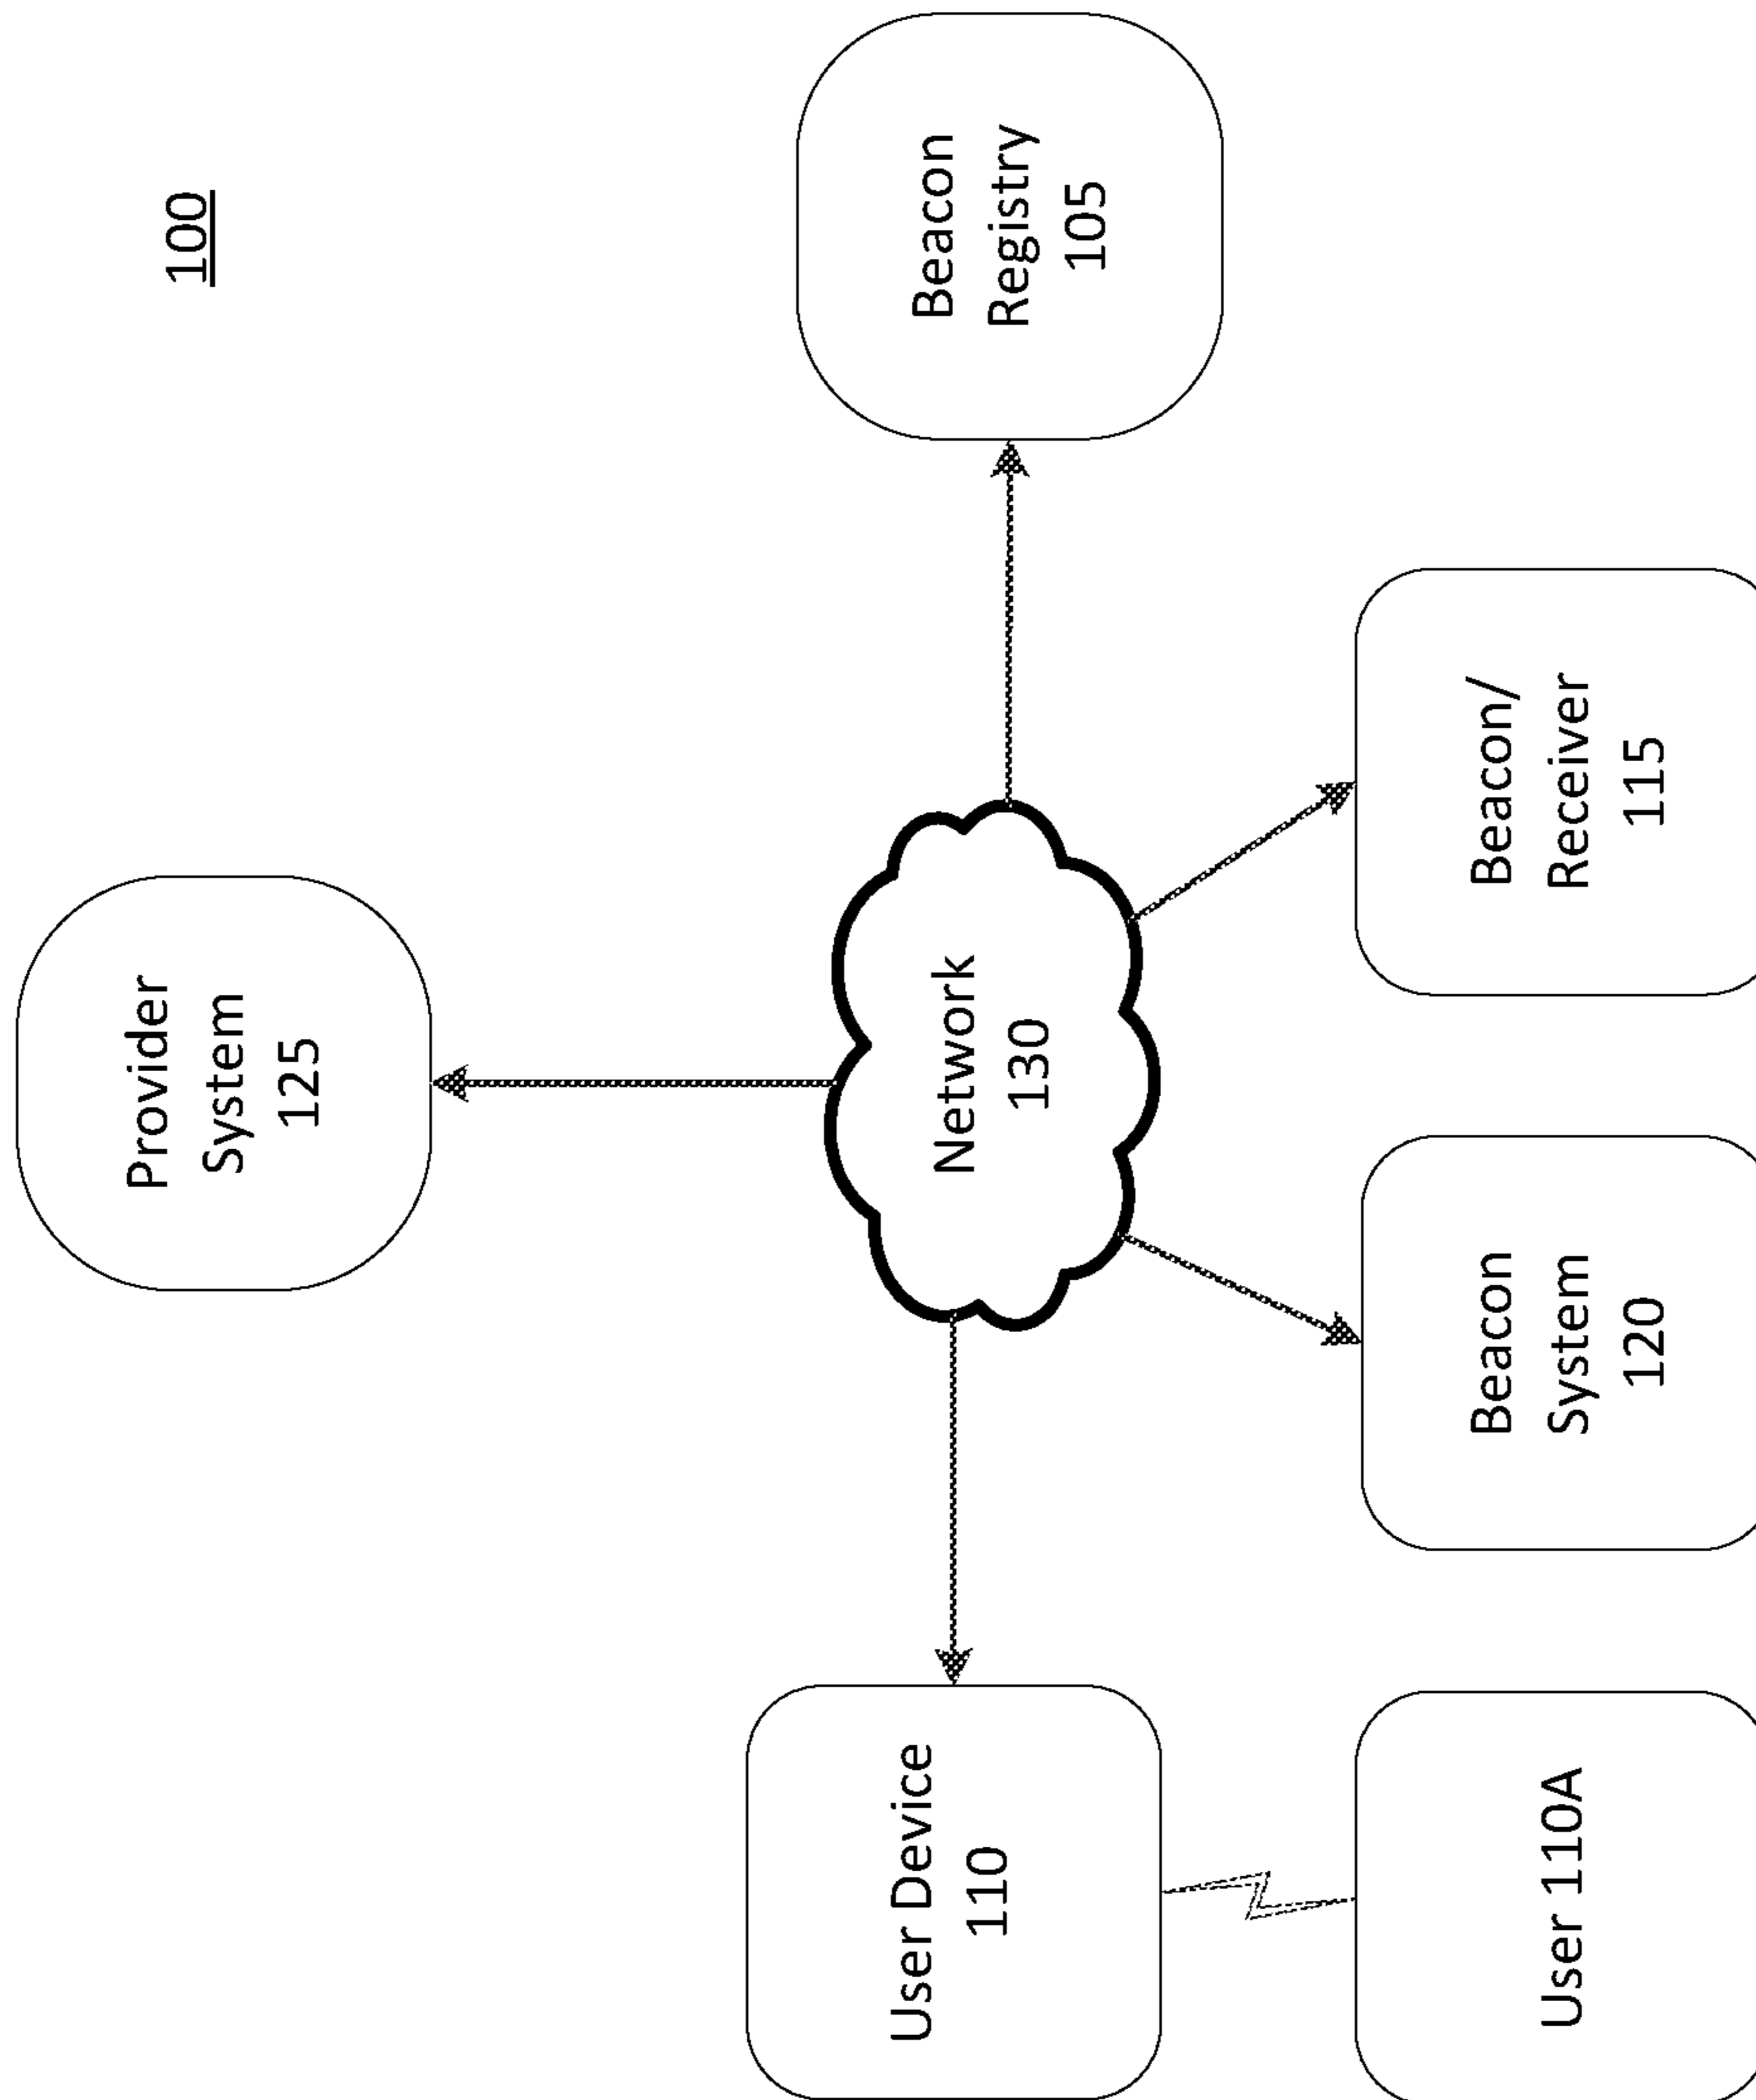 100
Provider
System
125
Beacon
Registry
105
Network
130
User Device
110
Beacon/
Receiver
115
Beacon
System
120
User 110A